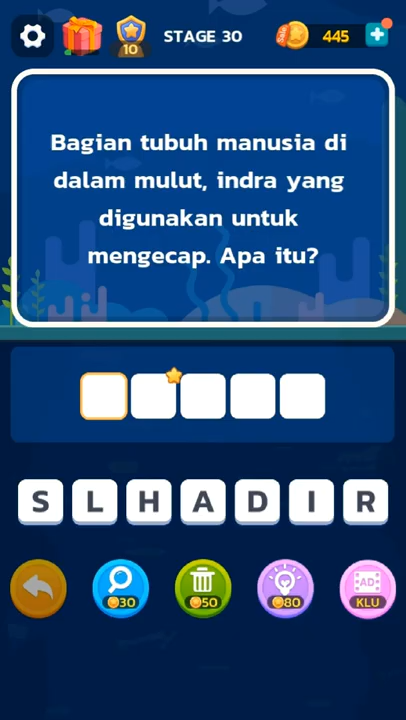 STAGE 30
445
10
Bagian tubuh manusia di
dalam mulut, indra yang
digunakan untuk
mengecap. Apa itu?
S L H A D I R
30
50
80
AD
KLU